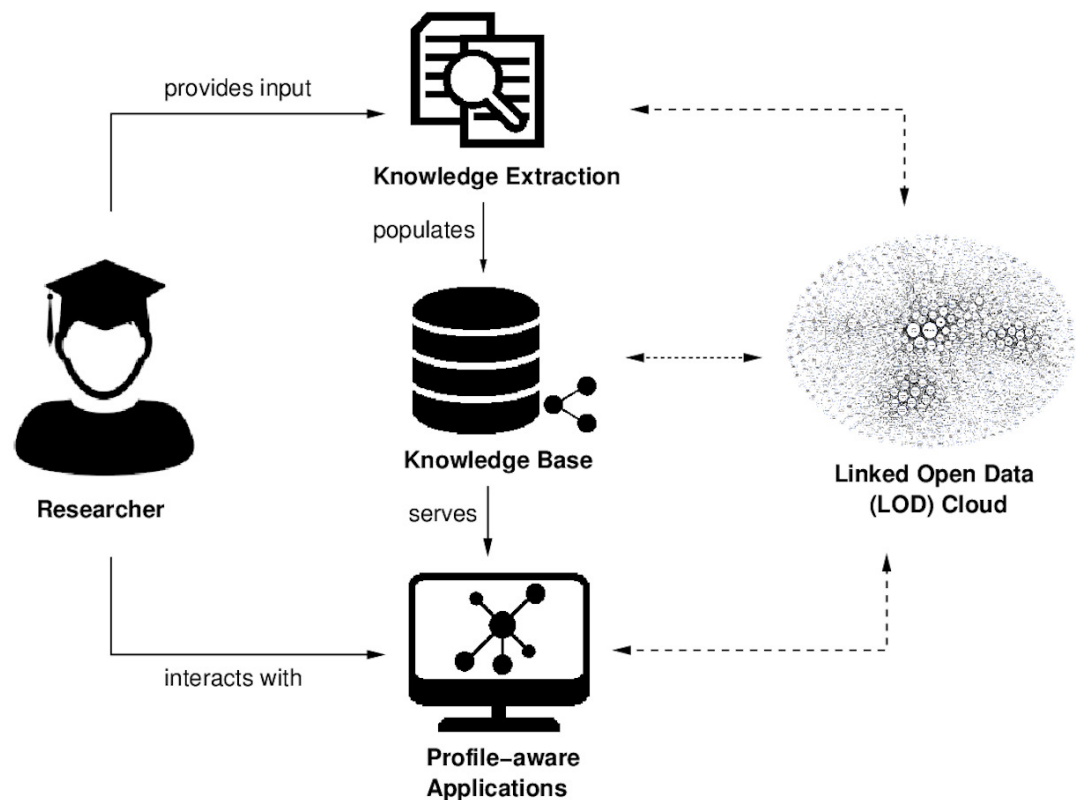 provides input
Knowledge Extraction
populates
Knowledge Base
Linked Open Data
(LOD) Cloud
Researcher
serves
interacts with
Profile–aware
Applications